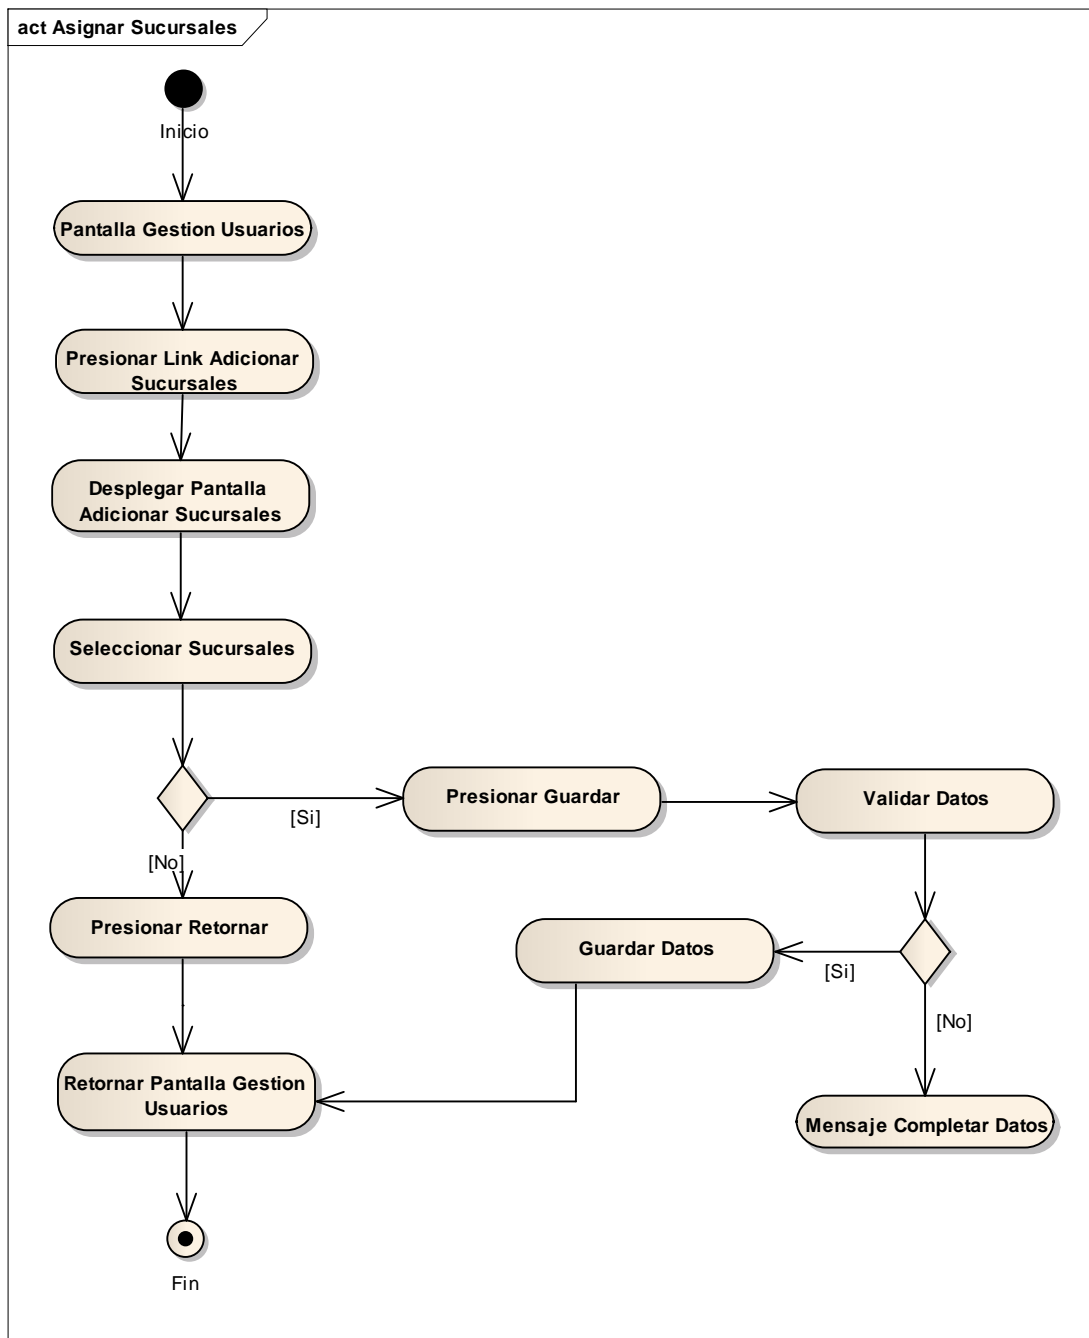 act Asignar Sucursales
Inicio
Pantalla Gestion Usuarios
Presionar Link Adicionar
Sucursales
Desplegar Pantalla
Adicionar Sucursales
Seleccionar Sucursales
Presionar Guardar
Validar Datos
[Si]
[No]
Presionar Retornar
Guardar Datos
[Si]
[No]
Retornar Pantalla Gestion
Usuarios
Mensaje Completar Datos
Fin